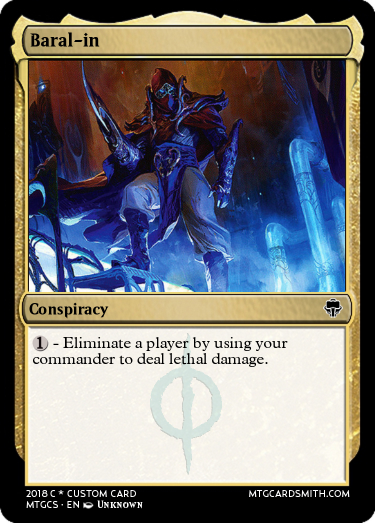 Baral-in
Conspiracy
1 - Eliminate a player by using your
commander to deal lethal damage.
2018 C * CUSTOM CARD
MTGCS · EN UNKNOWN
MTGCARDSMITH.COM